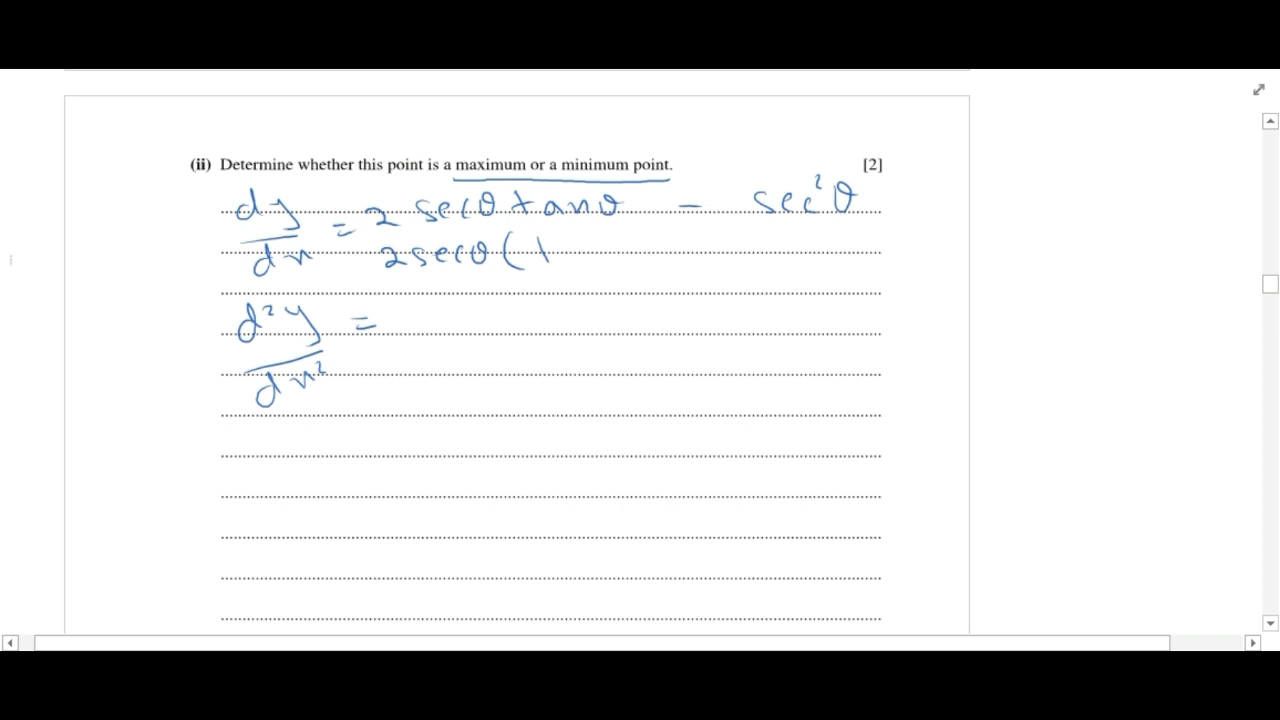 (ii) Determine whether this point is a maximum or a minimum point. [2]
dy/dx = 2 secθ tanθ - sec²θ
2secθ (
d²y/dx² =